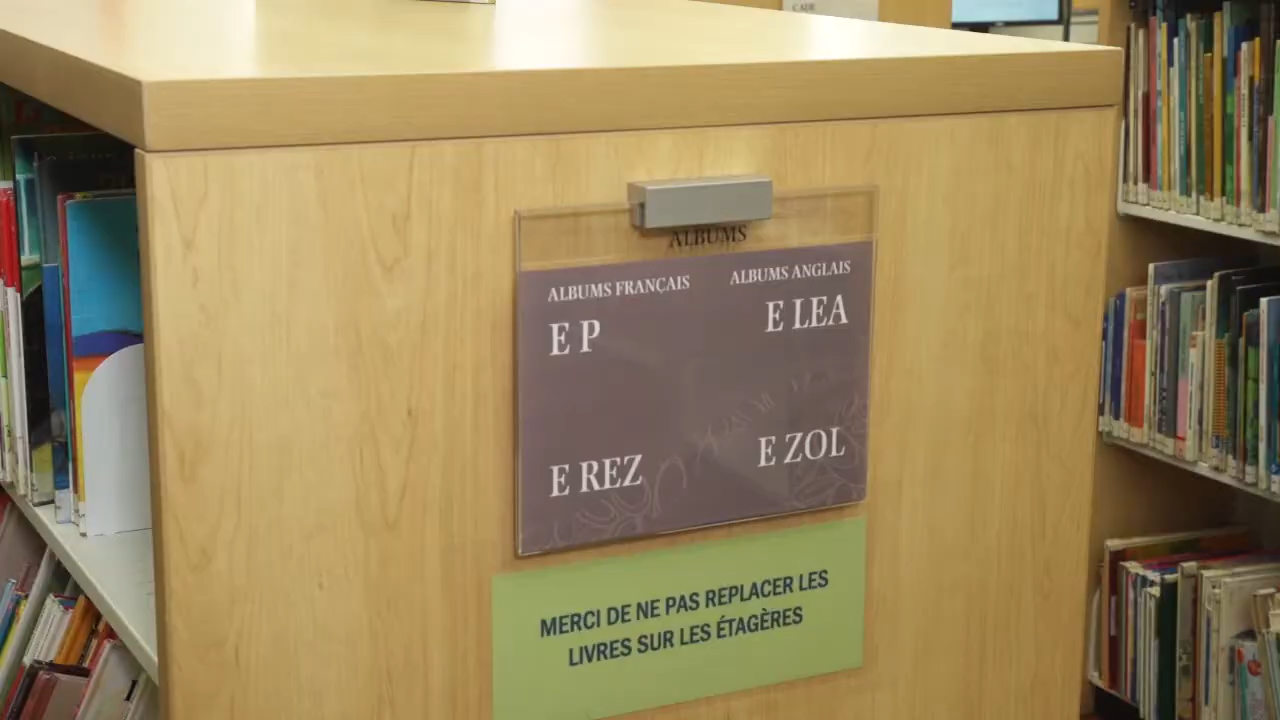 ALBUMS
ALBUMS FRANÇAIS
E P
E REZ
ALBUMS ANGLAIS
E LEA
E ZOL
MERCI DE NE PAS REPLACER LES
LIVRES SUR LES ÉTAGÈRES